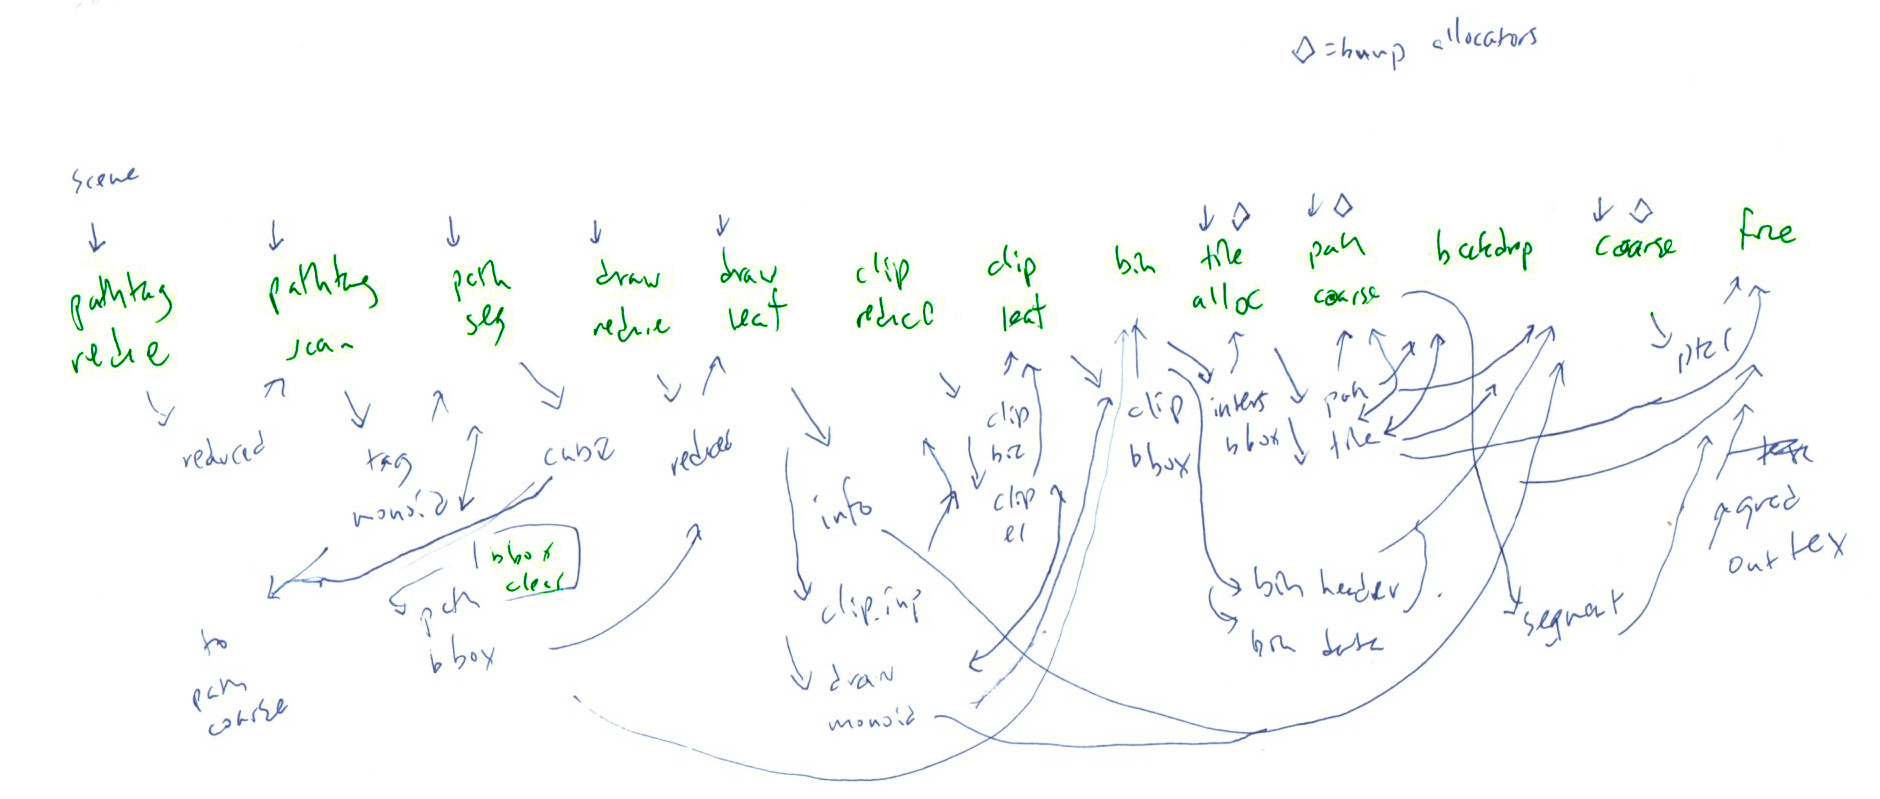 ◇=bump allocators
scene
pathtag
reduce
pathtag
scan
path
seg
draw
reduce
draw
leaf
clip
reduce
clip
leaf
bin
tile
alloc
path
coarse
backdrop
coarse
fine
reduced
tag
monoid
cubic
reduced
info
clip
bic
clip
el
clip
bbox
inters
bbox
path
tile
ptcl
grad
out tex
bbox
clear
path
bbox
to
path
coarse
clip.inp
draw
monoid
bin header
bin data
segment